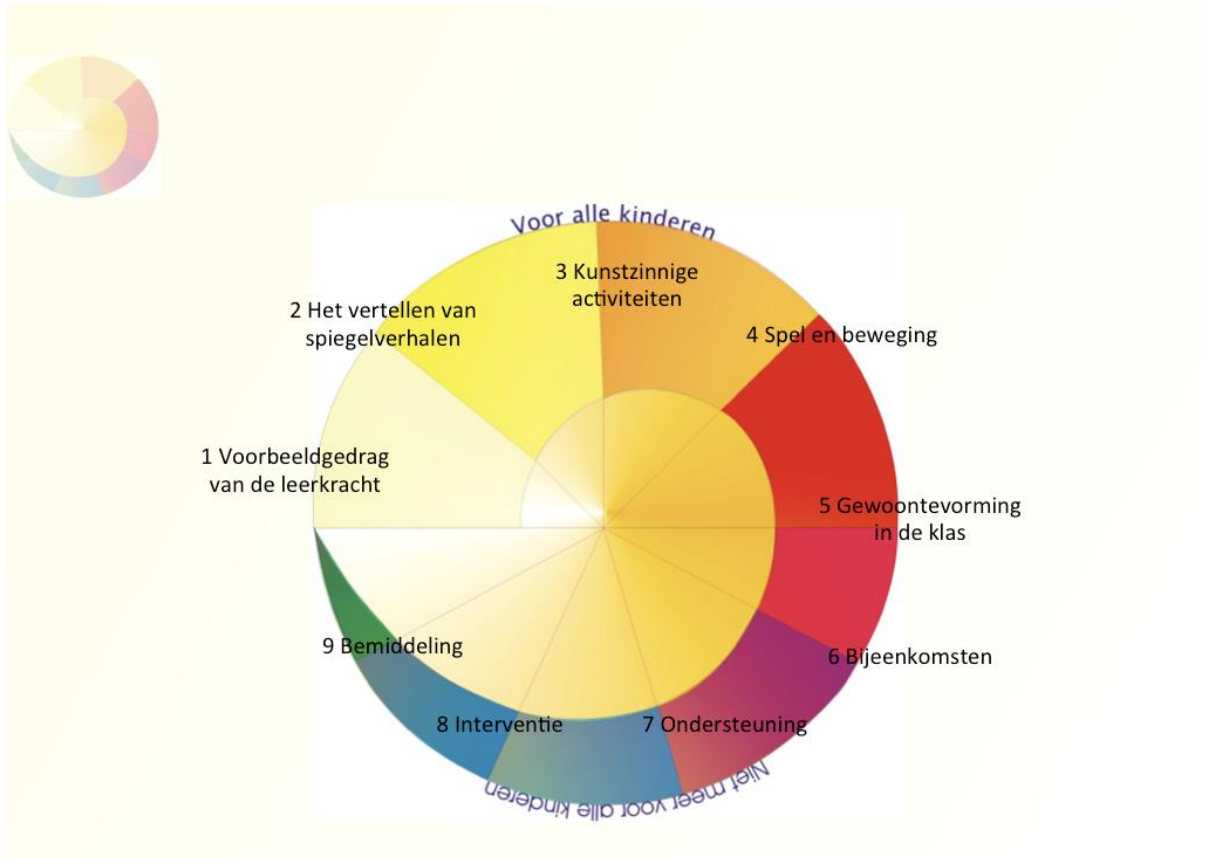 Voor alle kinderen
3 Kunstzinnige
activiteiten
2 Het vertellen van
spiegelverhalen
4 Spel en beweging
1 Voorbeeldgedrag
van de leerkracht
5 Gewoontevorming
in de klas
9 Bemiddeling
6 Bijeenkomsten
8 Interventie
7 Ondersteuning
Niet meer voor alle kinderen